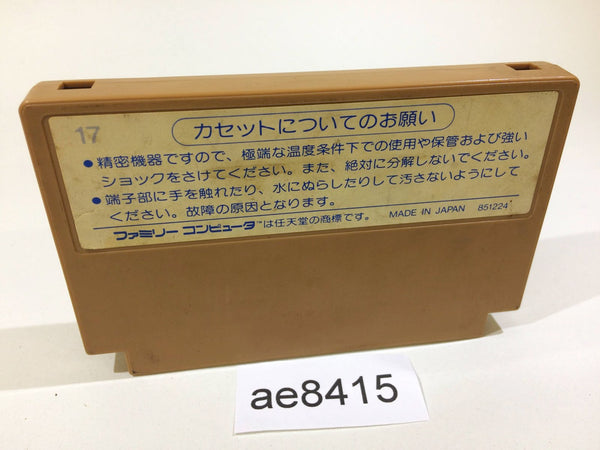 17
カセットについてのお願い
●精密機器ですので、極端な温度条件下での使用や保管および強い
ショックをさけてください。また、絶対に分解しないでください。
●端子部に手を触れたり、水にぬらしたりして汚さないようにして
ください。故障の原因となります。
ファミリー コンピュータ™は任天堂の商標です。 MADE IN JAPAN 851224
ae8415